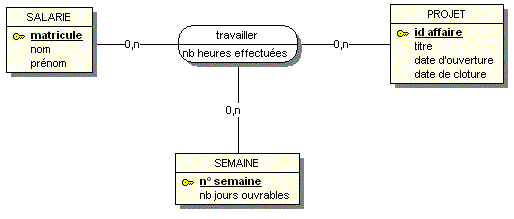 SALARIE
matricule
nom
prénom
0,n
travailler
nb heures effectuées
0,n
PROJET
id affaire
titre
date d'ouverture
date de cloture
0,n
SEMAINE
n° semaine
nb jours ouvrables